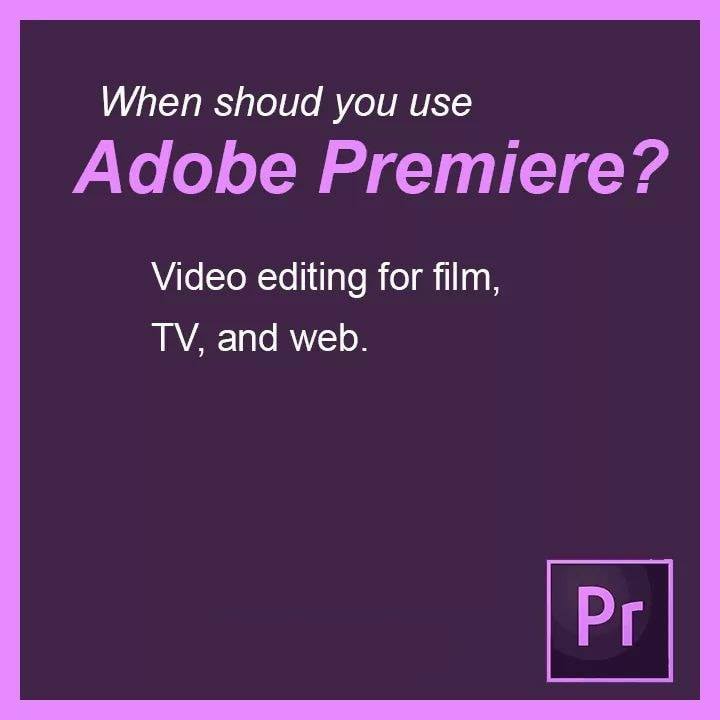 When shoud you use
Adobe Premiere?
Video editing for film,
TV, and web.
Pr